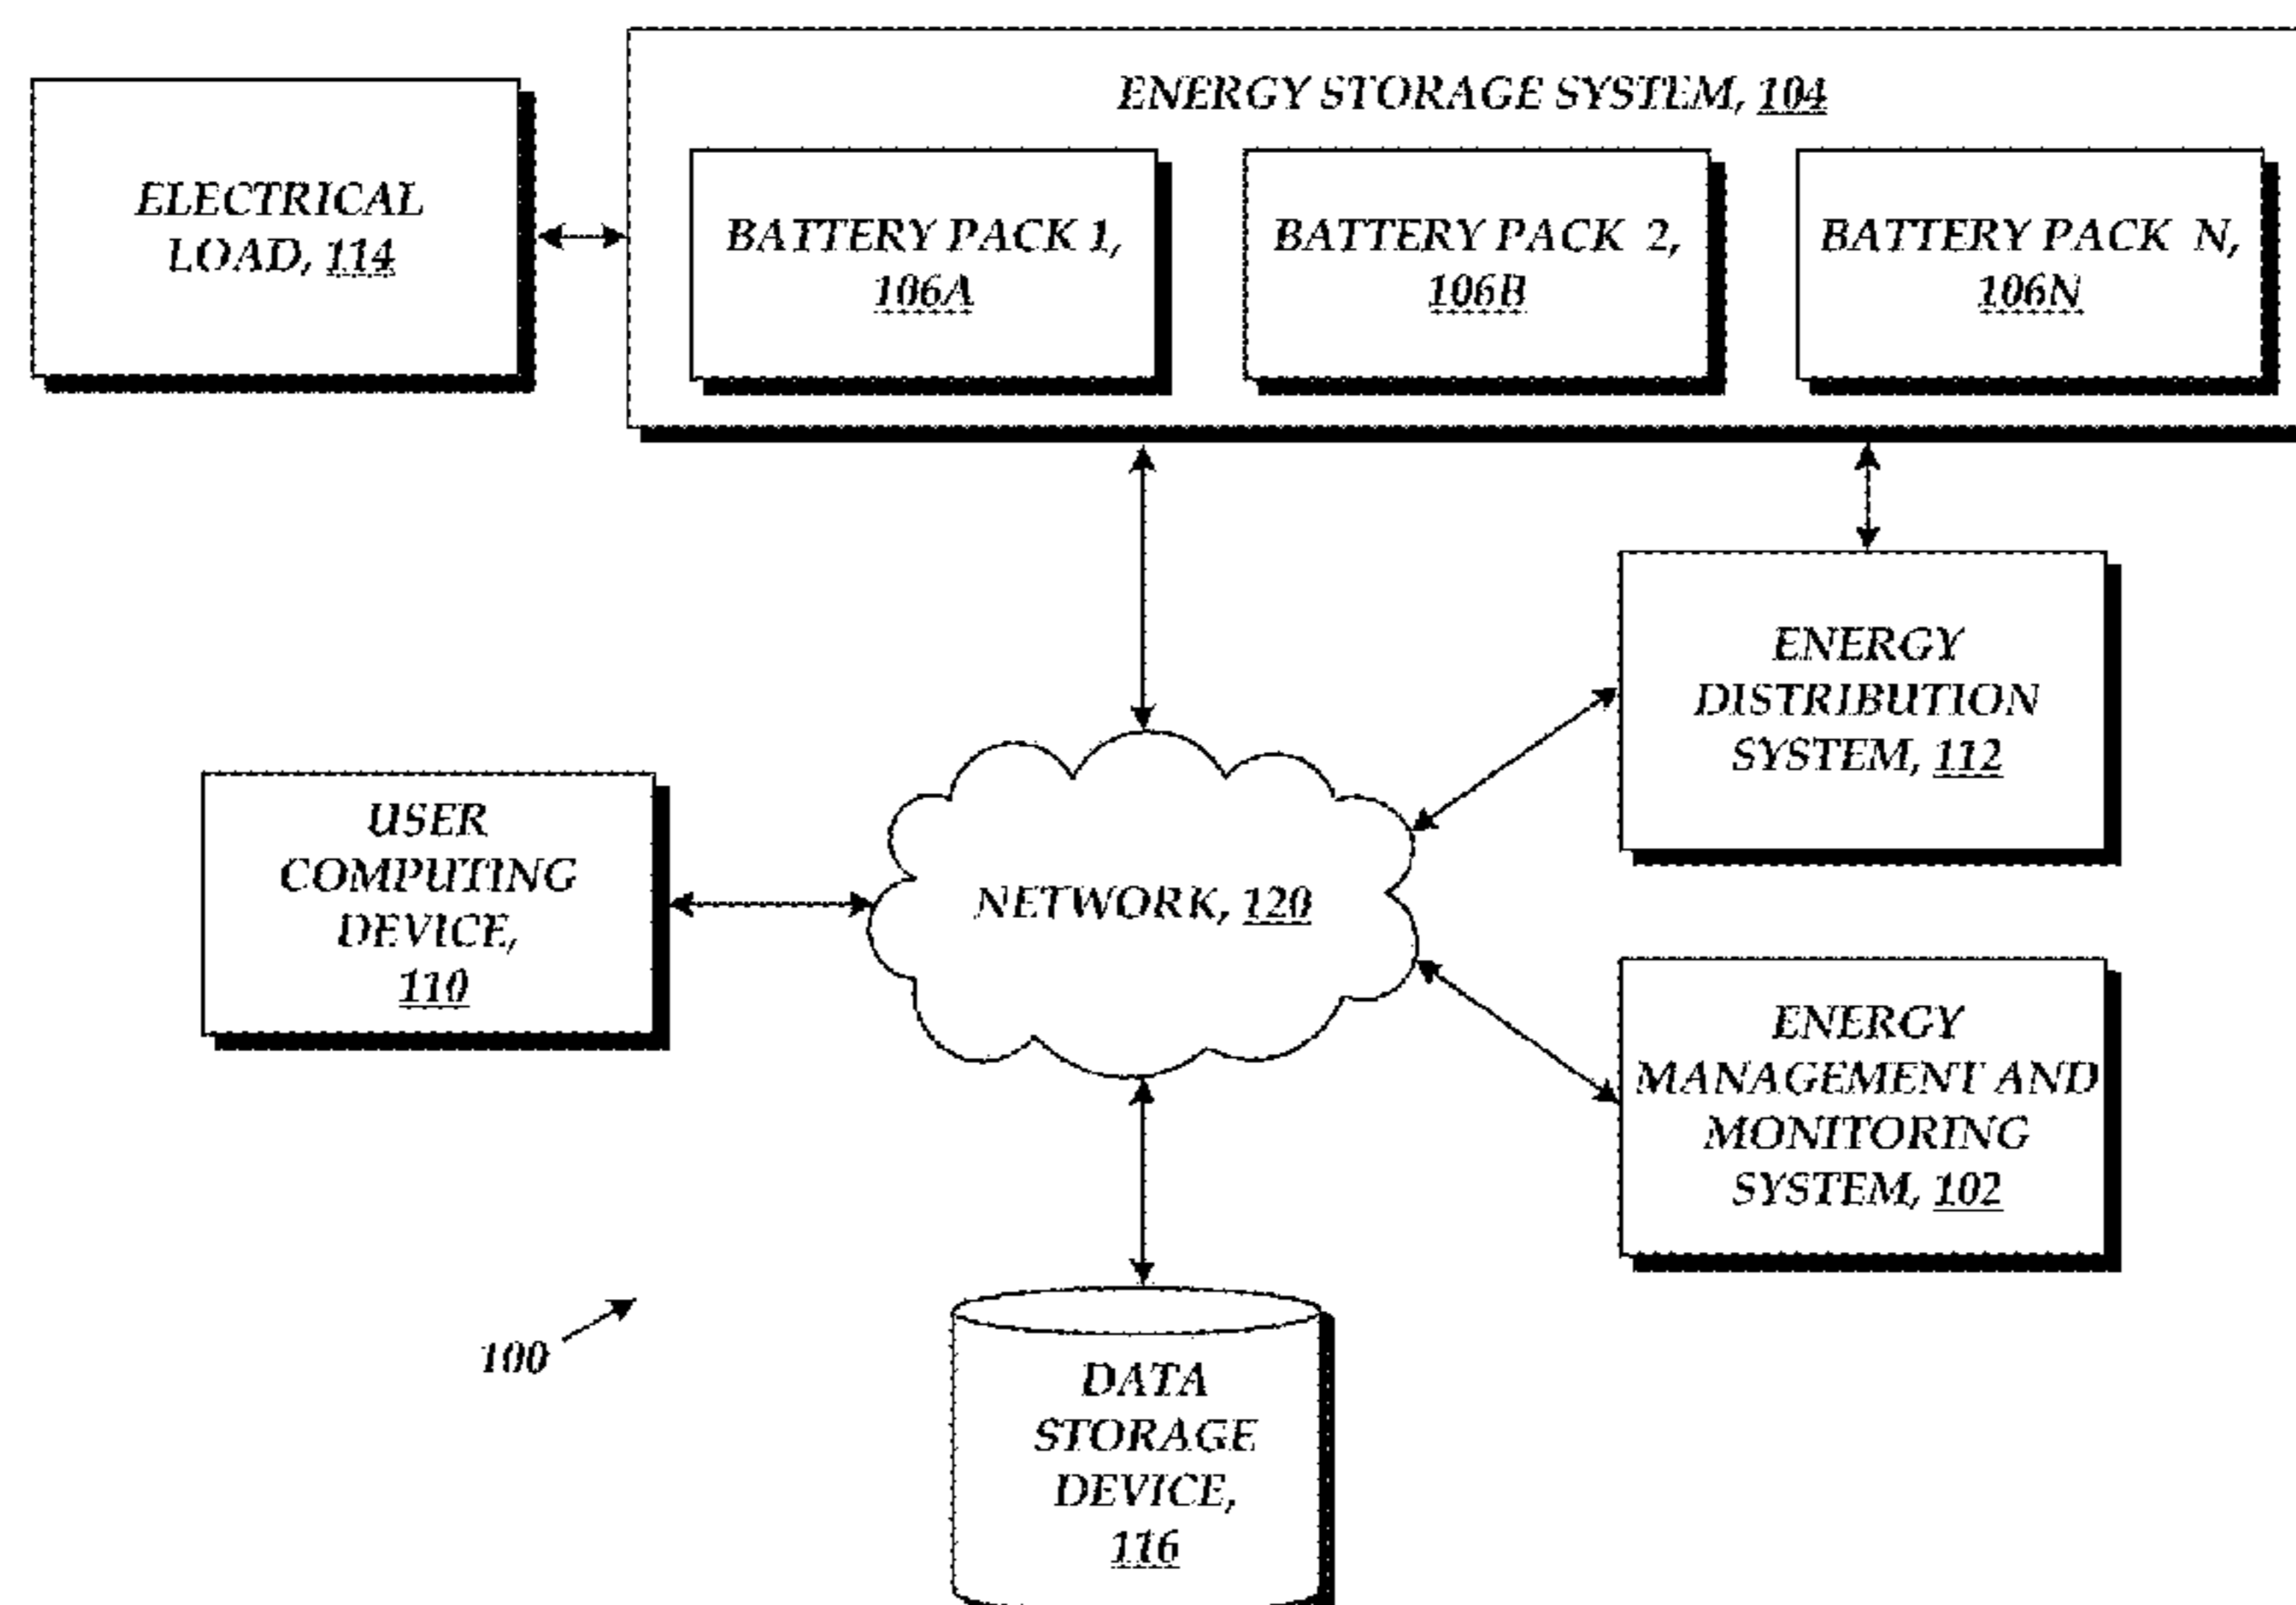 ENERGY STORAGE SYSTEM, 104
ELECTRICAL
LOAD, 114
BATTERY PACK 1,
106A
BATTERY PACK 2,
106B
BATTERY PACK N,
106N
ENERGY
DISTRIBUTION
SYSTEM, 112
USER
COMPUTING
DEVICE,
110
NETWORK, 120
ENERGY
MANAGEMENT AND
MONITORING
SYSTEM, 102
100
DATA
STORAGE
DEVICE,
116